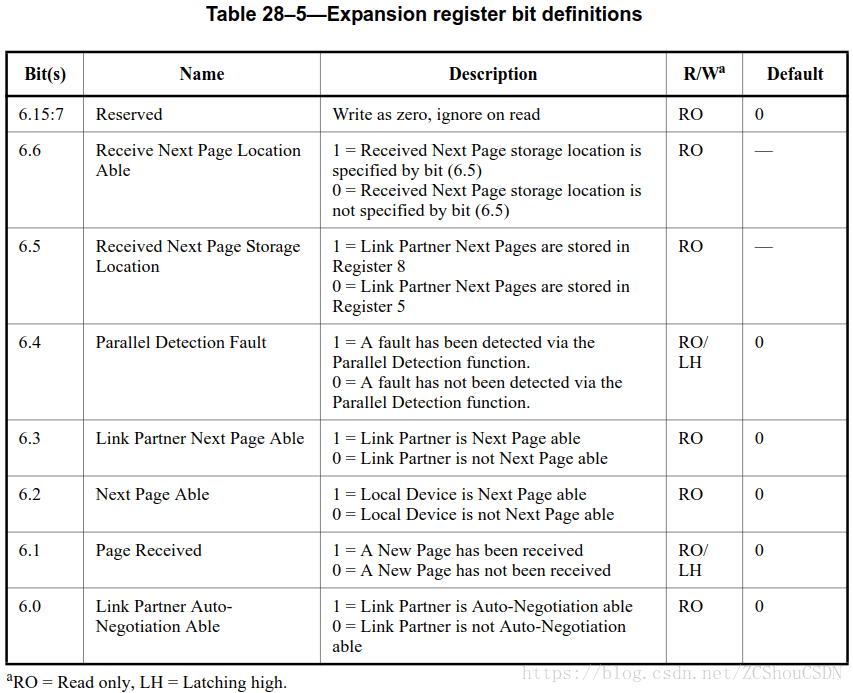 Table 28–5—Expansion register bit definitions
Bit(s) Name Description R/Wa Default
6.15:7 Reserved Write as zero, ignore on read RO 0
6.6 Receive Next Page Location 1 = Received Next Page storage location is RO —
Able specified by bit (6.5)
0 = Received Next Page storage location is
not specified by bit (6.5)
6.5 Received Next Page Storage 1 = Link Partner Next Pages are stored in RO —
Location Register 8
0 = Link Partner Next Pages are stored in
Register 5
6.4 Parallel Detection Fault 1 = A fault has been detected via the RO/ 0
Parallel Detection function. LH
0 = A fault has not been detected via the
Parallel Detection function.
6.3 Link Partner Next Page Able 1 = Link Partner is Next Page able RO 0
0 = Link Partner is not Next Page able
6.2 Next Page Able 1 = Local Device is Next Page able RO 0
0 = Local Device is not Next Page able
6.1 Page Received 1 = A New Page has been received RO/ 0
0 = A New Page has not been received LH
6.0 Link Partner Auto- 1 = Link Partner is Auto-Negotiation able RO 0
Negotiation Able 0 = Link Partner is not Auto-Negotiation
able
aRO = Read only, LH = Latching high.
https://blog.csdn.net/ZCShouCSDN